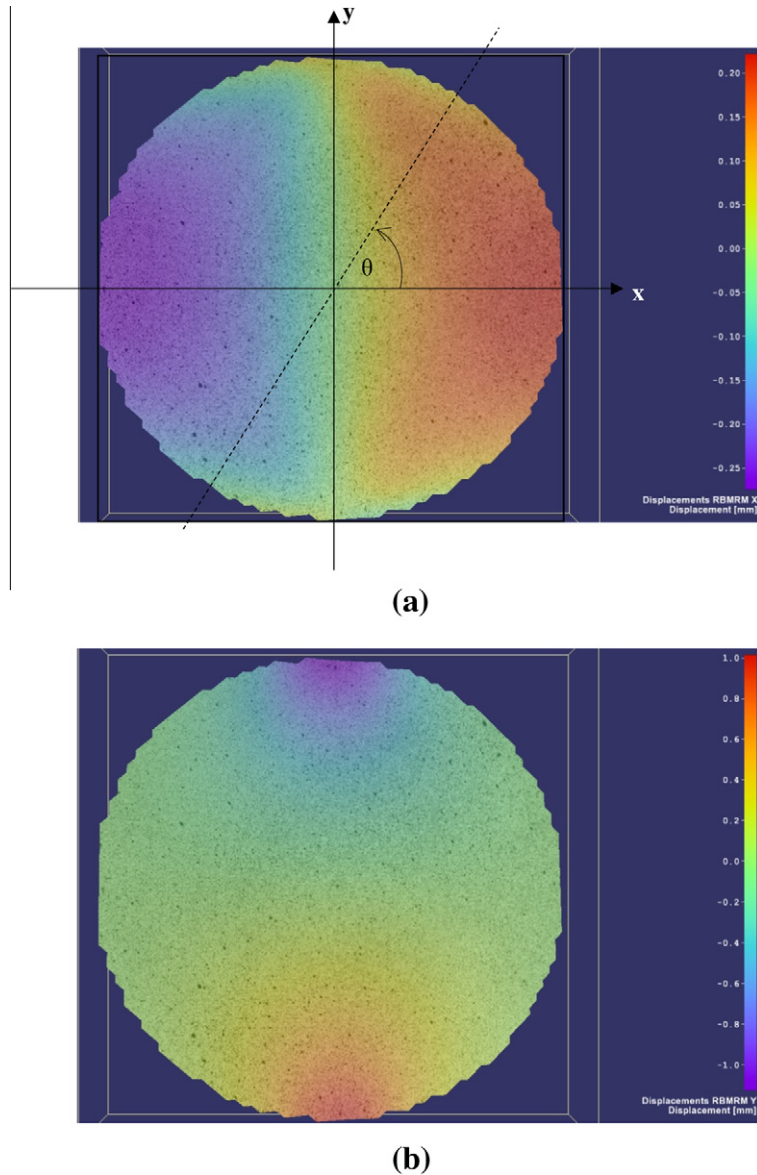 y
0.20
0.15
0.10
0.05
θ
0.00
x
-0.05
-0.10
-0.15
-0.20
-0.25
Displacements RBMRM X
Displacement [mm]
(a)
1.0
0.8
0.6
0.4
0.2
0.0
-0.2
-0.4
-0.6
-0.8
-1.0
Displacements RBMRM Y
Displacement [mm]
(b)